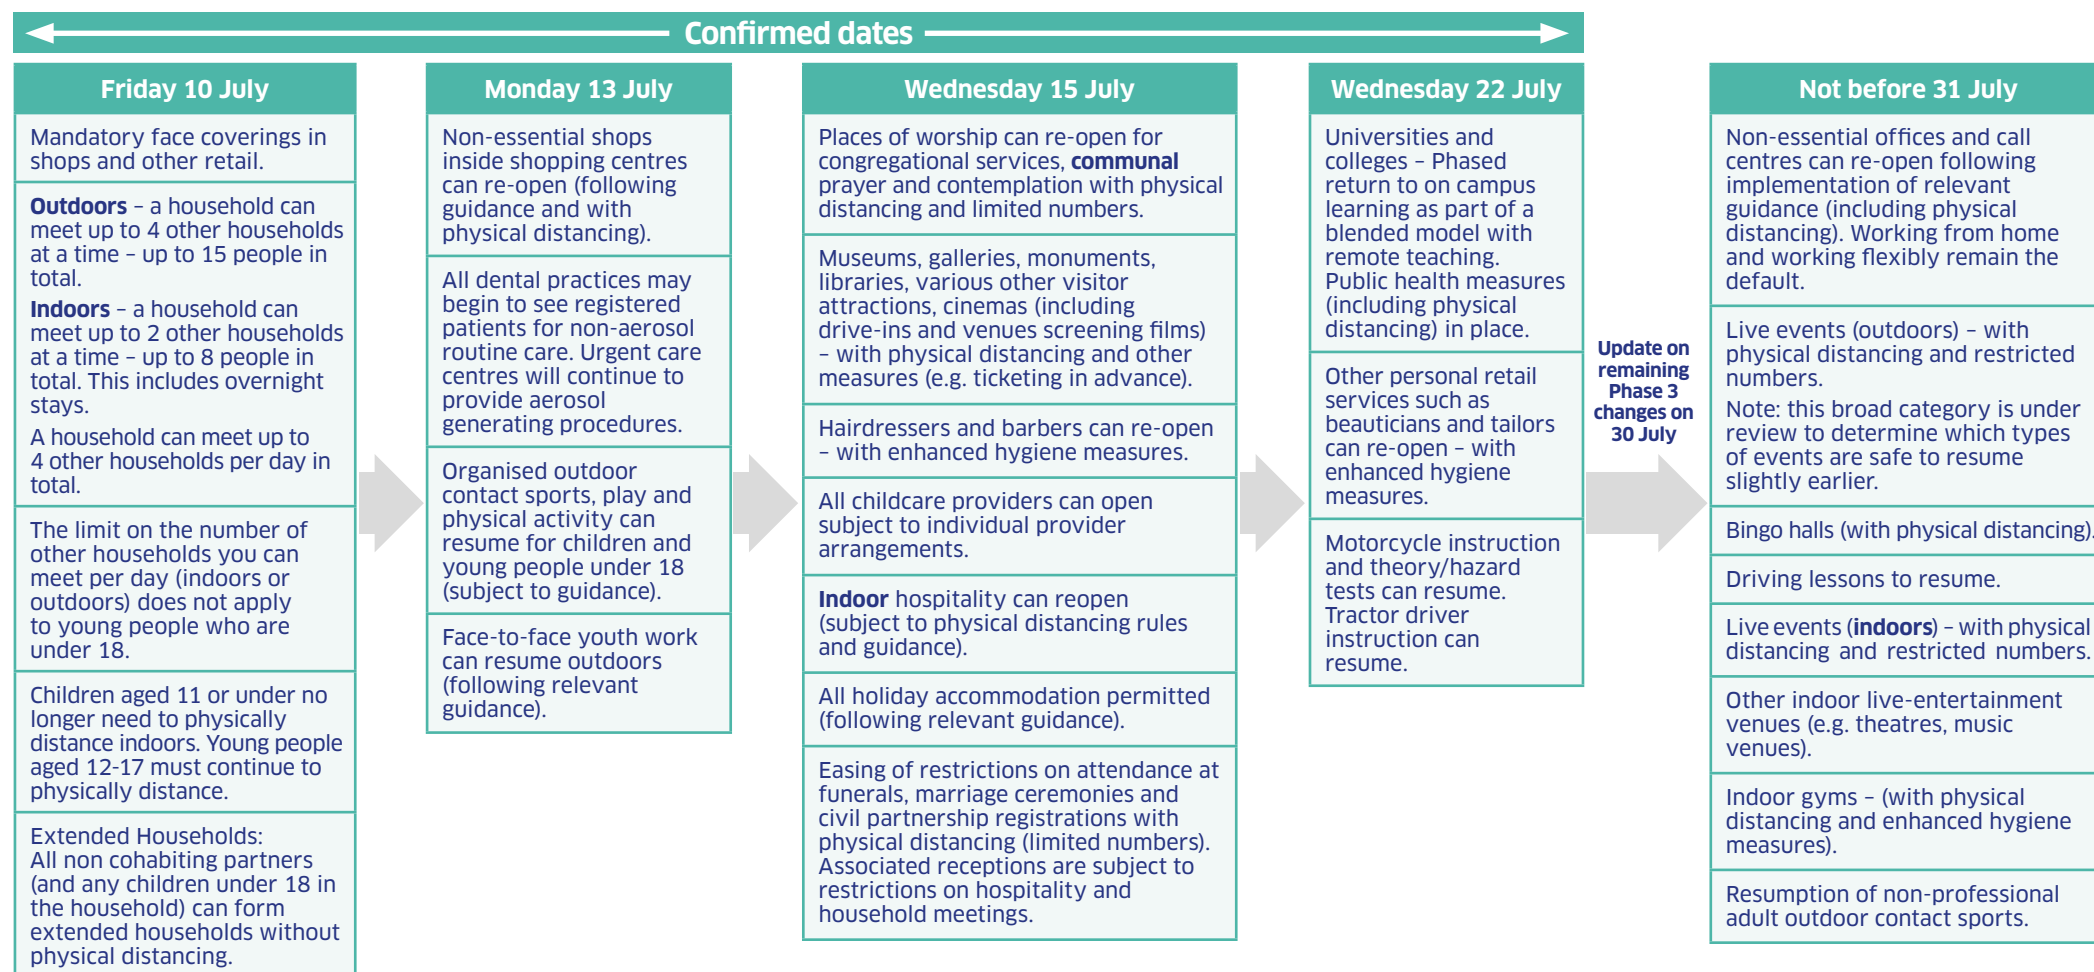 Confirmed dates
Friday 10 July
Mandatory face coverings in
shops and other retail.
Outdoors – a household can
meet up to 4 other households
at a time – up to 15 people in
total.
Indoors – a household can
meet up to 2 other households
at a time – up to 8 people in
total. This includes overnight
stays.
A household can meet up to
4 other households per day in
total.
The limit on the number of
other households you can
meet per day (indoors or
outdoors) does not apply
to young people who are
under 18.
Children aged 11 or under no
longer need to physically
distance indoors. Young people
aged 12-17 must continue to
physically distance.
Extended Households:
All non cohabiting partners
(and any children under 18 in
the household) can form
extended households without
physical distancing.
Monday 13 July
Non-essential shops
inside shopping centres
can re-open (following
guidance and with
physical distancing).
All dental practices may
begin to see registered
patients for non-aerosol
routine care. Urgent care
centres will continue to
provide aerosol
generating procedures.
Organised outdoor
contact sports, play and
physical activity can
resume for children and
young people under 18
(subject to guidance).
Face-to-face youth work
can resume outdoors
(following relevant
guidance).
Wednesday 15 July
Places of worship can re-open for
congregational services, communal
prayer and contemplation with physical
distancing and limited numbers.
Museums, galleries, monuments,
libraries, various other visitor
attractions, cinemas (including
drive-ins and venues screening films)
– with physical distancing and other
measures (e.g. ticketing in advance).
Hairdressers and barbers can re-open
– with enhanced hygiene measures.
All childcare providers can open
subject to individual provider
arrangements.
Indoor hospitality can reopen
(subject to physical distancing rules
and guidance).
All holiday accommodation permitted
(following relevant guidance).
Easing of restrictions on attendance at
funerals, marriage ceremonies and
civil partnership registrations with
physical distancing (limited numbers).
Associated receptions are subject to
restrictions on hospitality and
household meetings.
Wednesday 22 July
Universities and
colleges – Phased
return to on campus
learning as part of a
blended model with
remote teaching.
Public health measures
(including physical
distancing) in place.
Other personal retail
services such as
beauticians and tailors
can re-open – with
enhanced hygiene
measures.
Motorcycle instruction
and theory/hazard
tests can resume.
Tractor driver
instruction can
resume.
Update on
remaining
Phase 3
changes on
30 July
Not before 31 July
Non-essential offices and call
centres can re-open following
implementation of relevant
guidance (including physical
distancing). Working from home
and working flexibly remain the
default.
Live events (outdoors) – with
physical distancing and restricted
numbers.
Note: this broad category is under
review to determine which types
of events are safe to resume
slightly earlier.
Bingo halls (with physical distancing).
Driving lessons to resume.
Live events (indoors) – with physical
distancing and restricted numbers.
Other indoor live-entertainment
venues (e.g. theatres, music
venues).
Indoor gyms – (with physical
distancing and enhanced hygiene
measures).
Resumption of non-professional
adult outdoor contact sports.